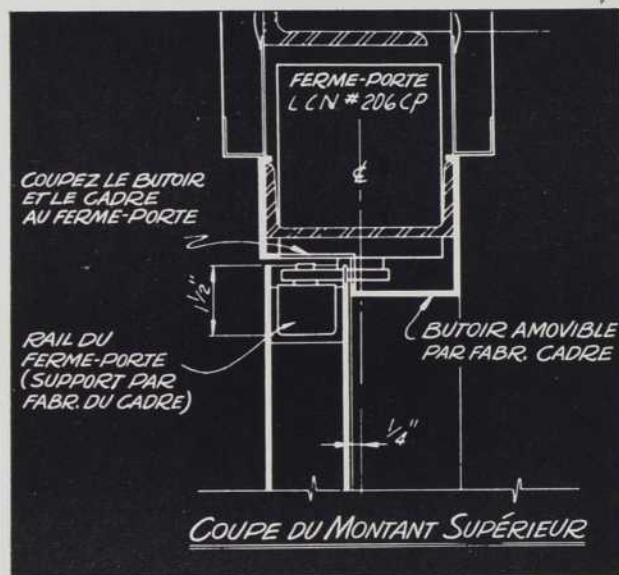 FERME-PORTE
LCN #206CP
℄
COUPEZ LE BUTOIR
ET LE CADRE
AU FERME-PORTE
1½"
RAIL DU
FERME-PORTE
(SUPPORT PAR
FABR. DU CADRE)
BUTOIR AMOVIBLE
PAR FABR. CADRE
¼"
COUPE DU MONTANT SUPÉRIEUR